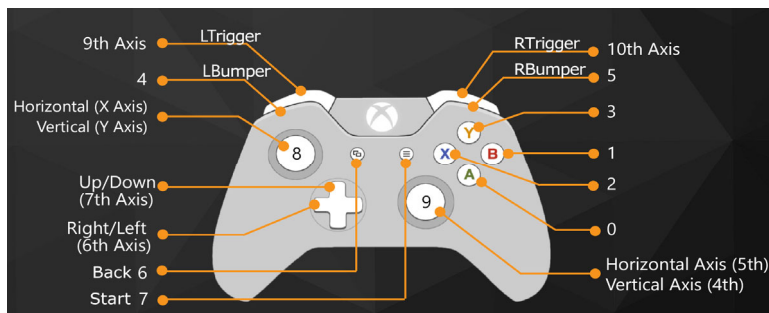 9th Axis
LTrigger
4
LBumper
Horizontal (X Axis)
Vertical (Y Axis)
8
Up/Down
(7th Axis)
Right/Left
(6th Axis)
Back 6
Start 7
RTrigger
10th Axis
RBumper
5
Y
3
X
B
1
2
A
0
9
Horizontal Axis (5th)
Vertical Axis (4th)